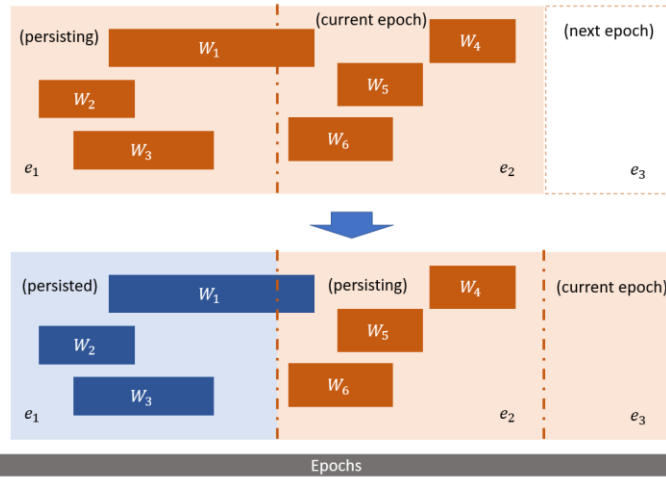 (persisting)
(current epoch)
(next epoch)
W1
W4
W5
W2
W6
W3
e1
e2
e3
(persisted)
(persisting)
(current epoch)
W1
W4
W5
W2
W6
W3
e1
e2
e3
Epochs